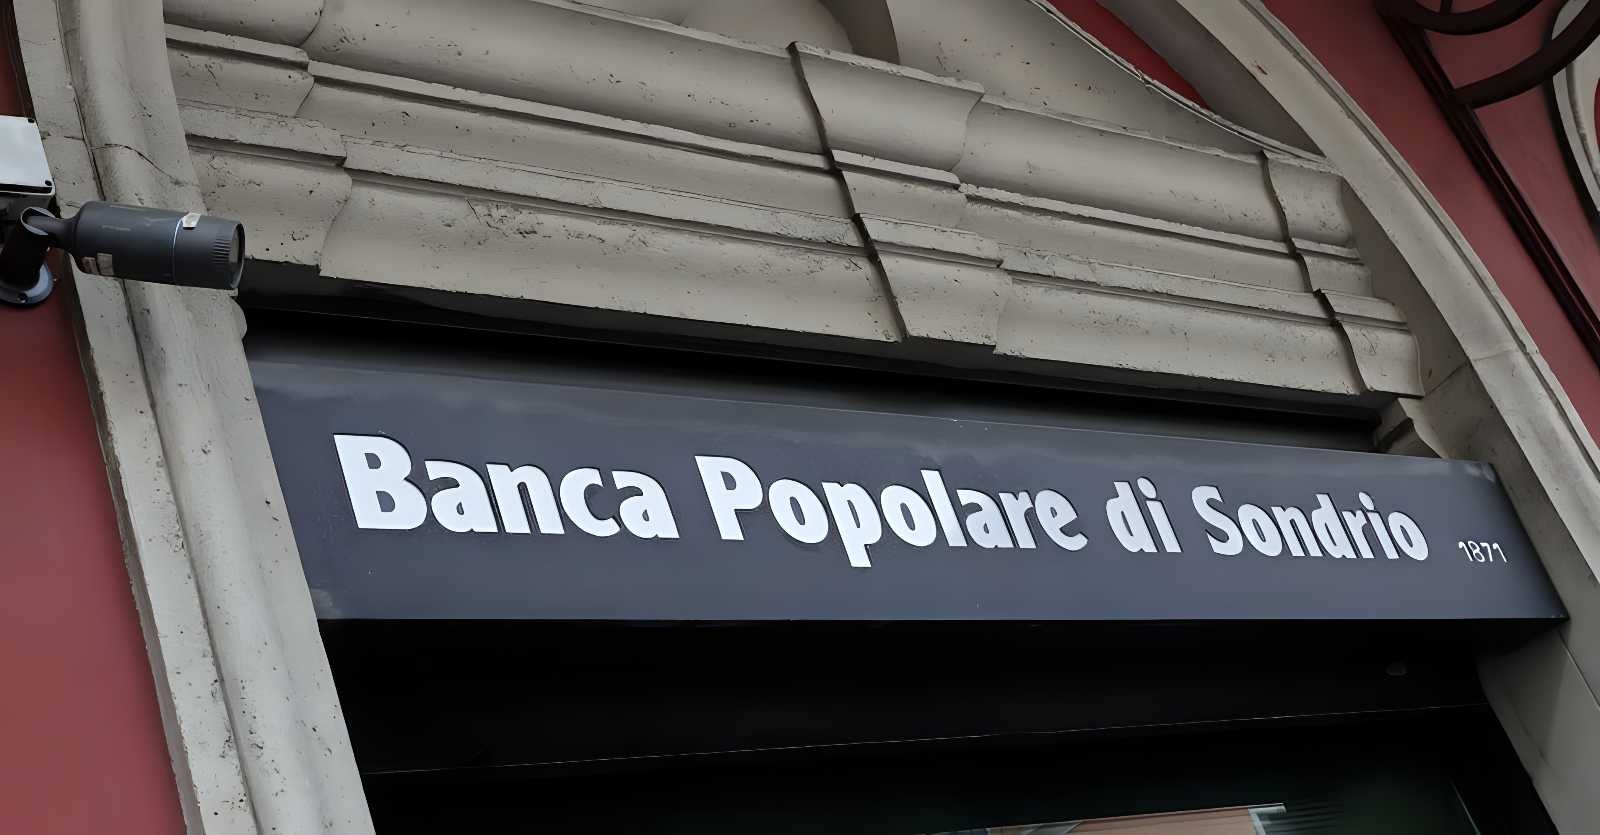 Banca Popolare di Sondrio 1871